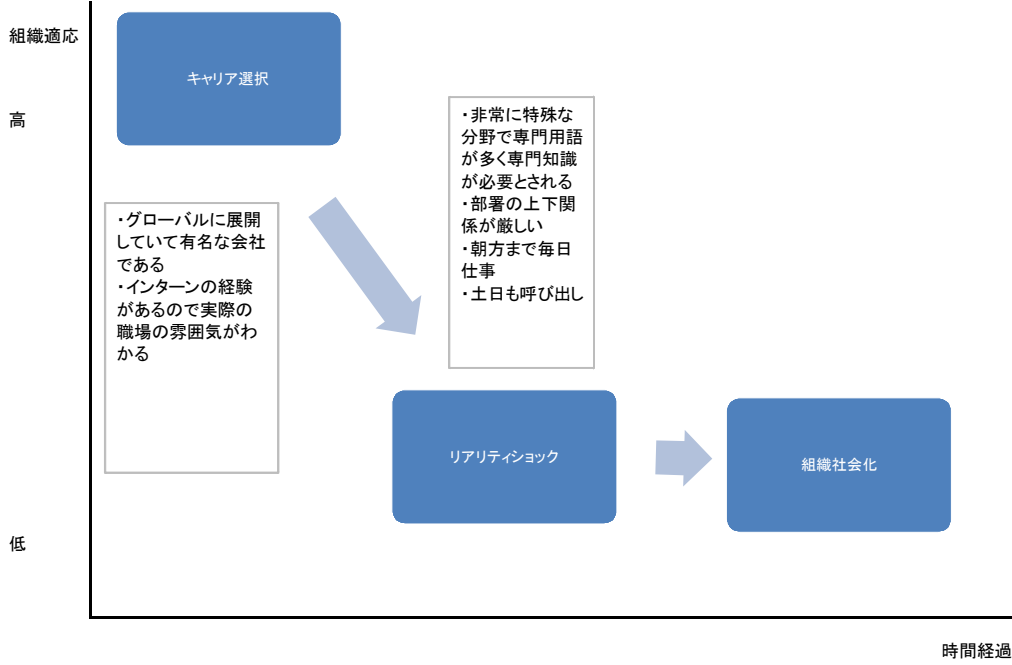 組織適応
高
キャリア選択
・グローバルに展開
していて有名な会社
である
・インターンの経験
があるので実際の
職場の雰囲気がわ
かる
・非常に特殊な
分野で専門用語
が多く専門知識
が必要とされる
・部署の上下関
係が厳しい
・朝方まで毎日
仕事
・土日も呼び出し
リアリティショック
組織社会化
低
時間経過